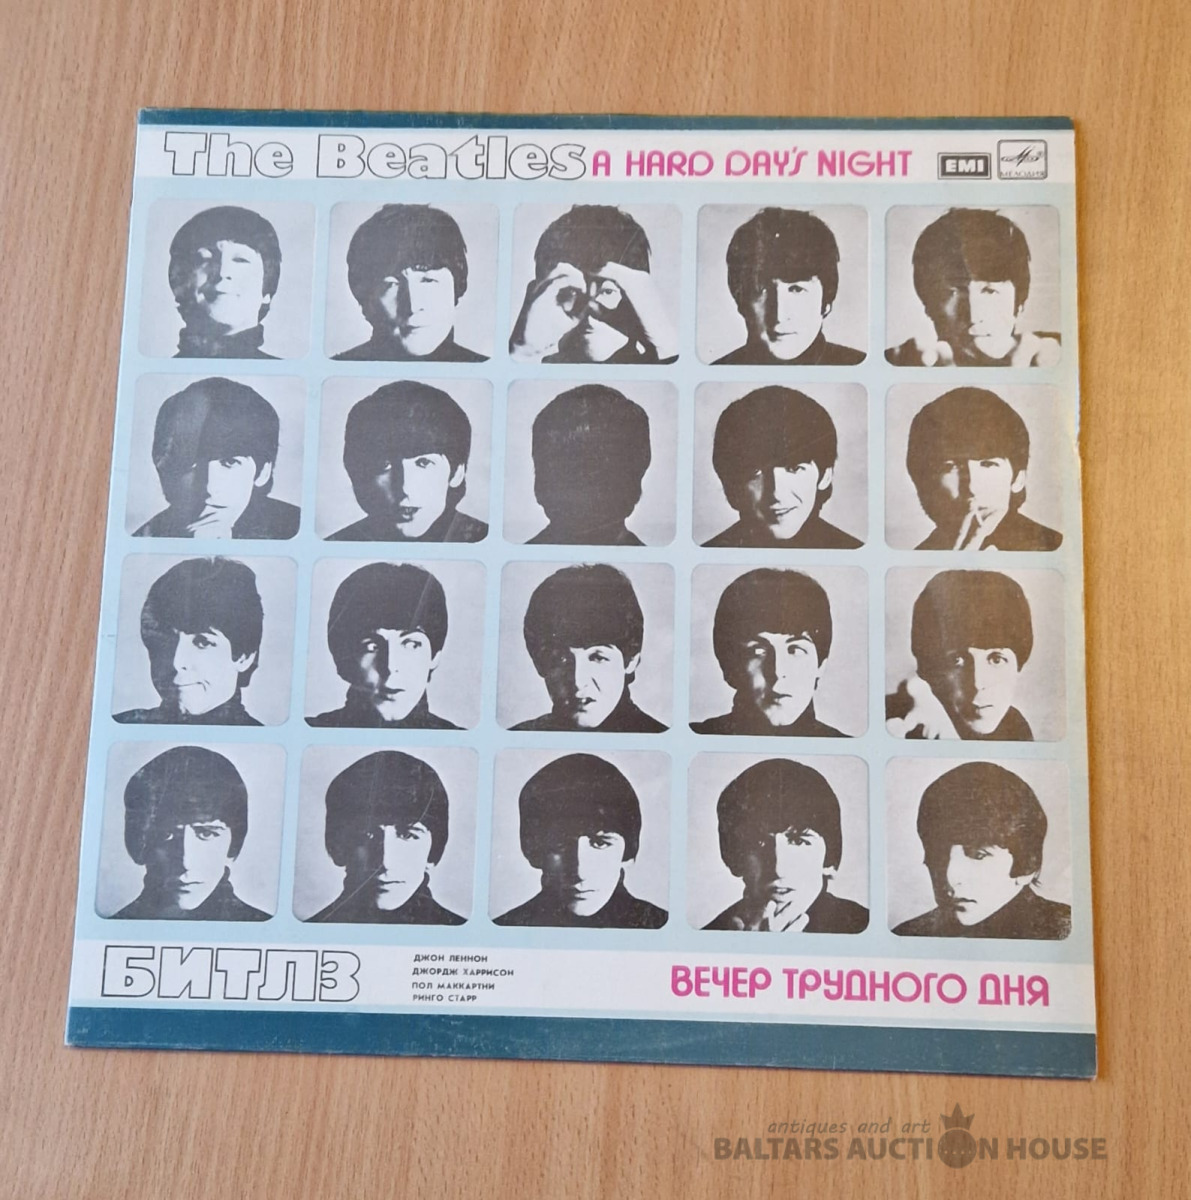 The Beatles A HARD DAY'S NIGHT EMI МЕЛОДИЯ
БИТЛЗ
ДЖОН ЛЕННОН
ДЖОРДЖ ХАРРИСОН
ПОЛ МАККАРТНИ
РИНГО СТАРР
ВЕЧЕР ТРУДНОГО ДНЯ
antiques and art
BALTARS AUCTION HOUSE